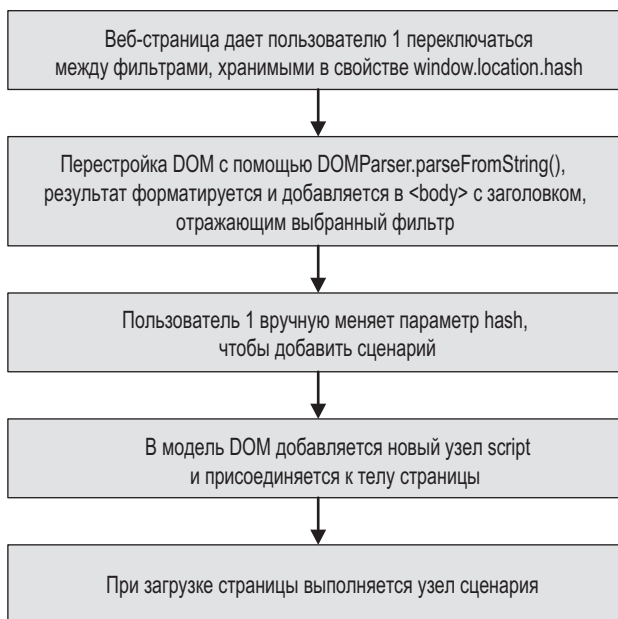 Веб-страница дает пользователю 1 переключаться
между фильтрами, хранимыми в свойстве window.location.hash
Перестройка DOM с помощью DOMParser.parseFromString(),
результат форматируется и добавляется в <body> с заголовком,
отражающим выбранный фильтр
Пользователь 1 вручную меняет параметр hash,
чтобы добавить сценарий
В модель DOM добавляется новый узел script
и присоединяется к телу страницы
При загрузке страницы выполняется узел сценария